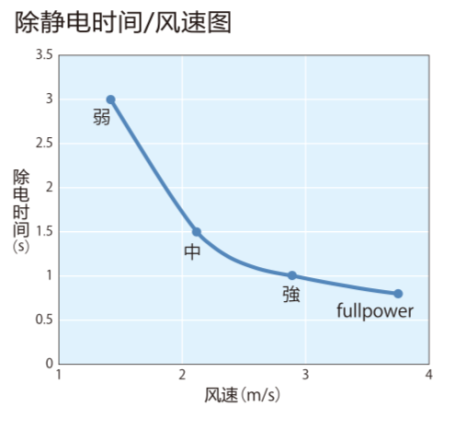 除静电时间/风速图
3.5
3
2.5
2
1.5
1
0.5
0
除电时间(s)
弱
中
強
fullpower
1 2 3 4
风速(m/s)